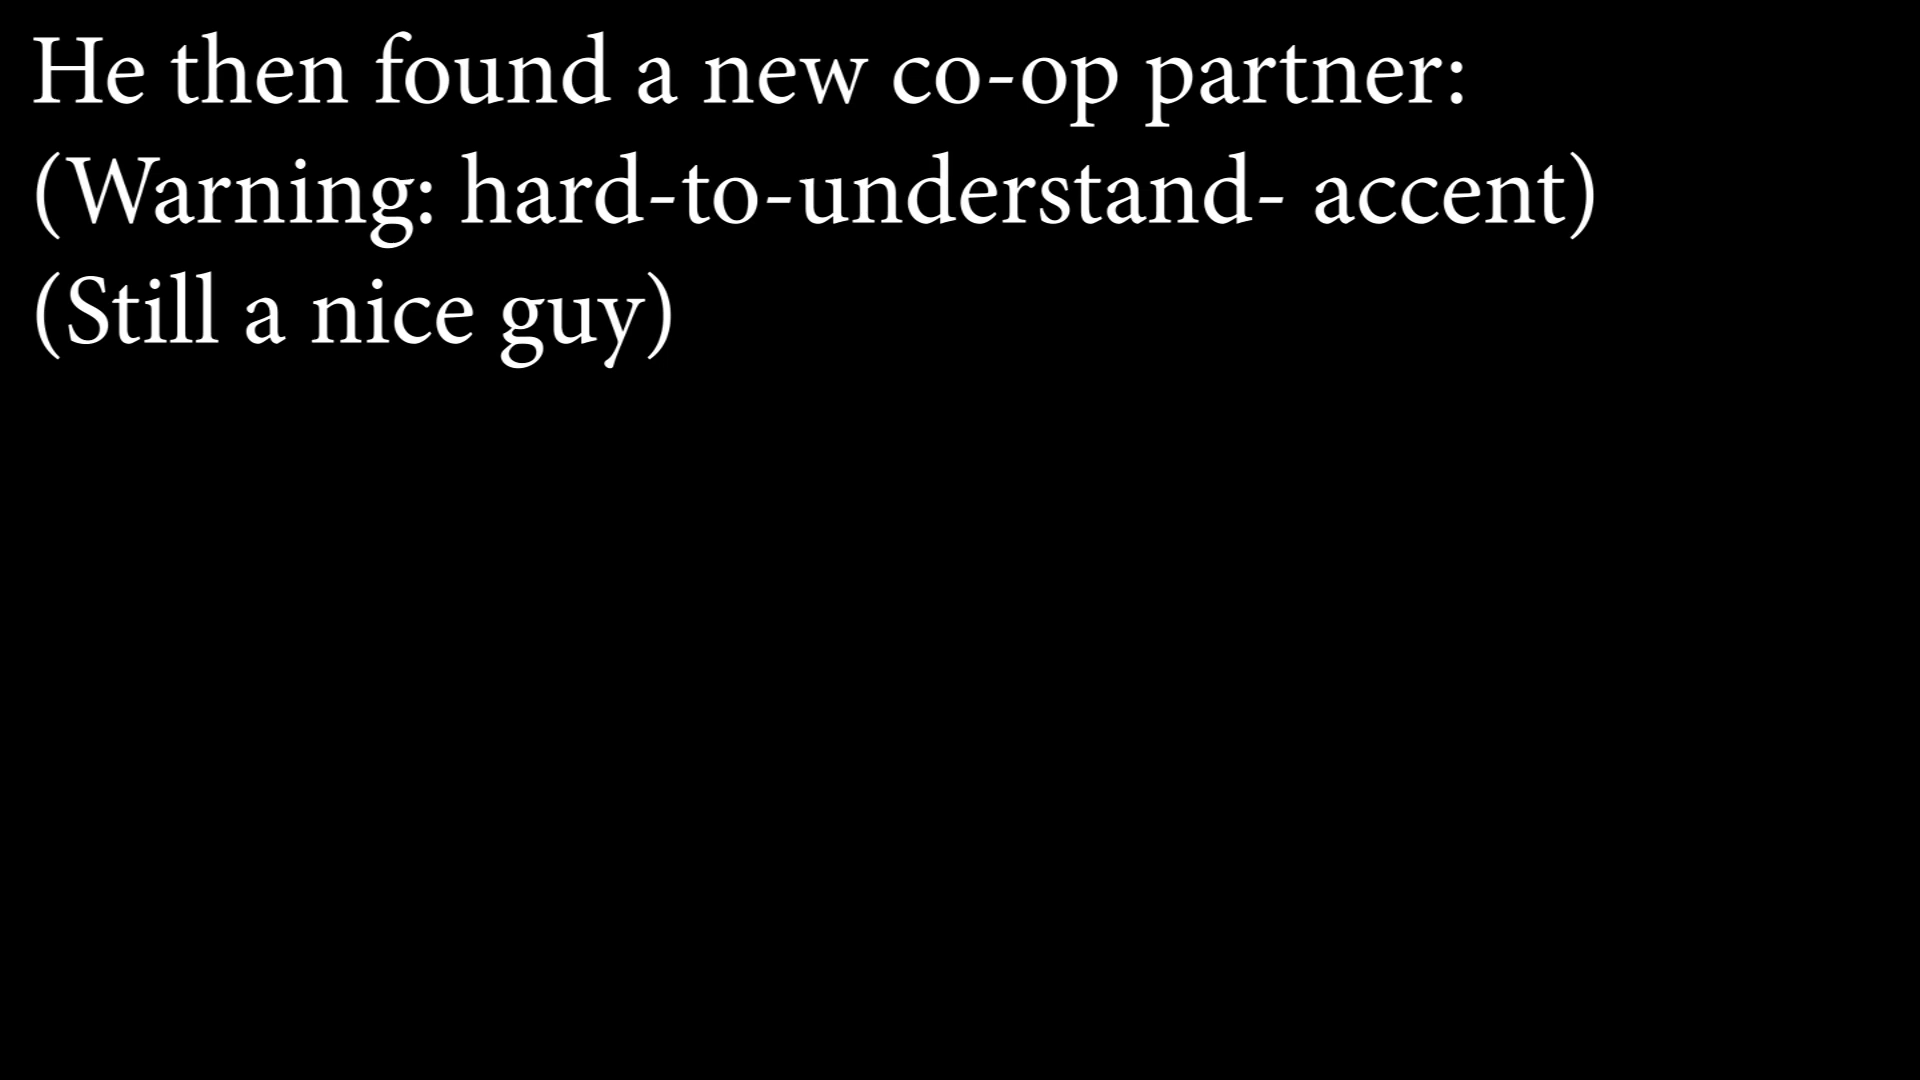 He then found a new co-op partner:
(Warning: hard-to-understand- accent)
(Still a nice guy)